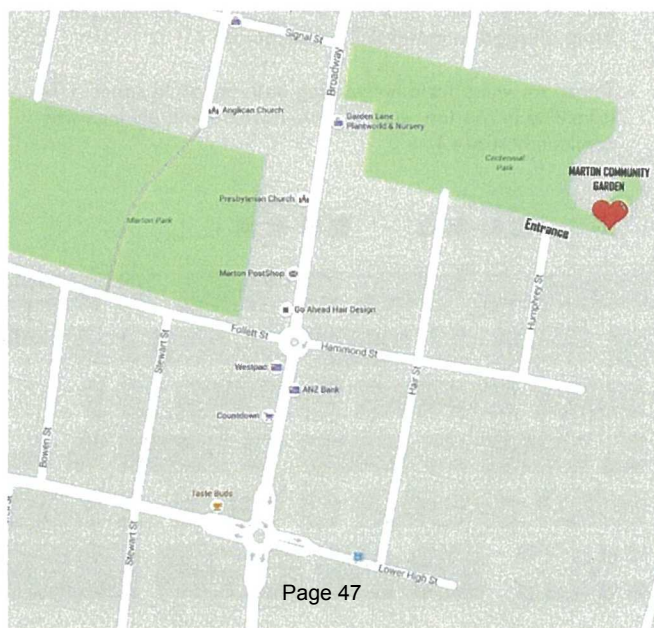 Signal St
Broadway
Anglican Church
Garden Lane
Plantworld & Nursery
Centennial
Park
MARTON COMMUNITY
GARDEN
Presbyterian Church
Marton Park
Entrance
Marton PostShop
Humphrey St
Go Ahead Hair Design
Follett St
Hammond St
Stewart St
Westpac
Hair St
ANZ Bank
Countdown
Bowen St
Taste Buds
Stewart St
Lower High St
Page 47